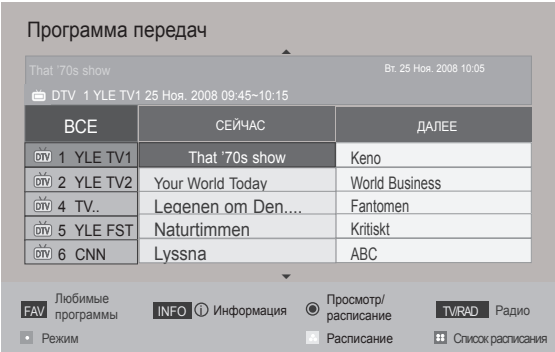 Программа передач
That '70s show
Вт. 25 Ноя. 2008 10:05
DTV 1 YLE TV1 25 Ноя. 2008 09:45~10:15
ВСЕ СЕЙЧАС ДАЛЕЕ
DTV 1 YLE TV1 That '70s show Keno
DTV 2 YLE TV2 Your World Today World Business
DTV 4 TV.. Legenen om Den.... Fantomen
DTV 5 YLE FST Naturtimmen Kritiskt
DTV 6 CNN Lyssna ABC
FAV Любимые программы INFO i Информация Просмотр/ расписание TV/RAD Радио
Режим Расписание Список расписания